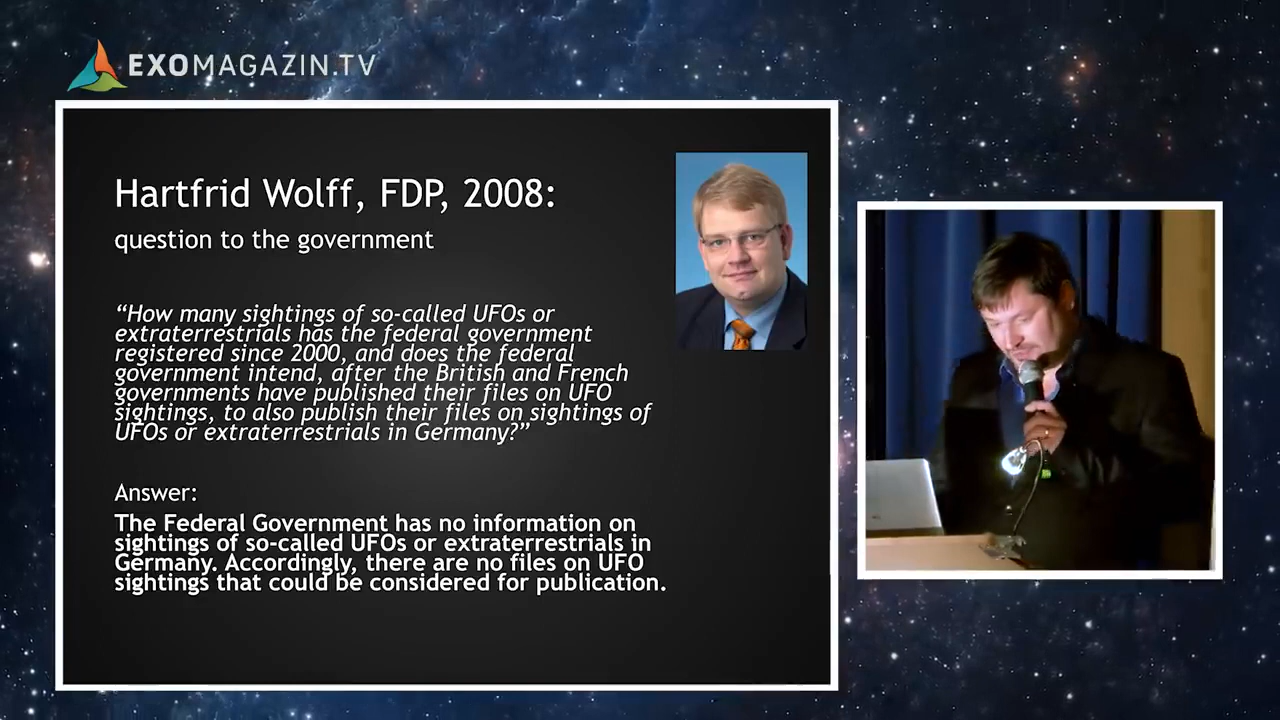 EXOMAGAZIN.TV
Hartfrid Wolff, FDP, 2008:
question to the government
“How many sightings of so-called UFOs or
extraterrestrials has the federal government
registered since 2000, and does the federal
government intend, after the British and French
governments have published their files on UFO
sightings, to also publish their files on sightings of
UFOs or extraterrestrials in Germany?”
Answer:
The Federal Government has no information on
sightings of so-called UFOs or extraterrestrials in
Germany. Accordingly, there are no files on UFO
sightings that could be considered for publication.